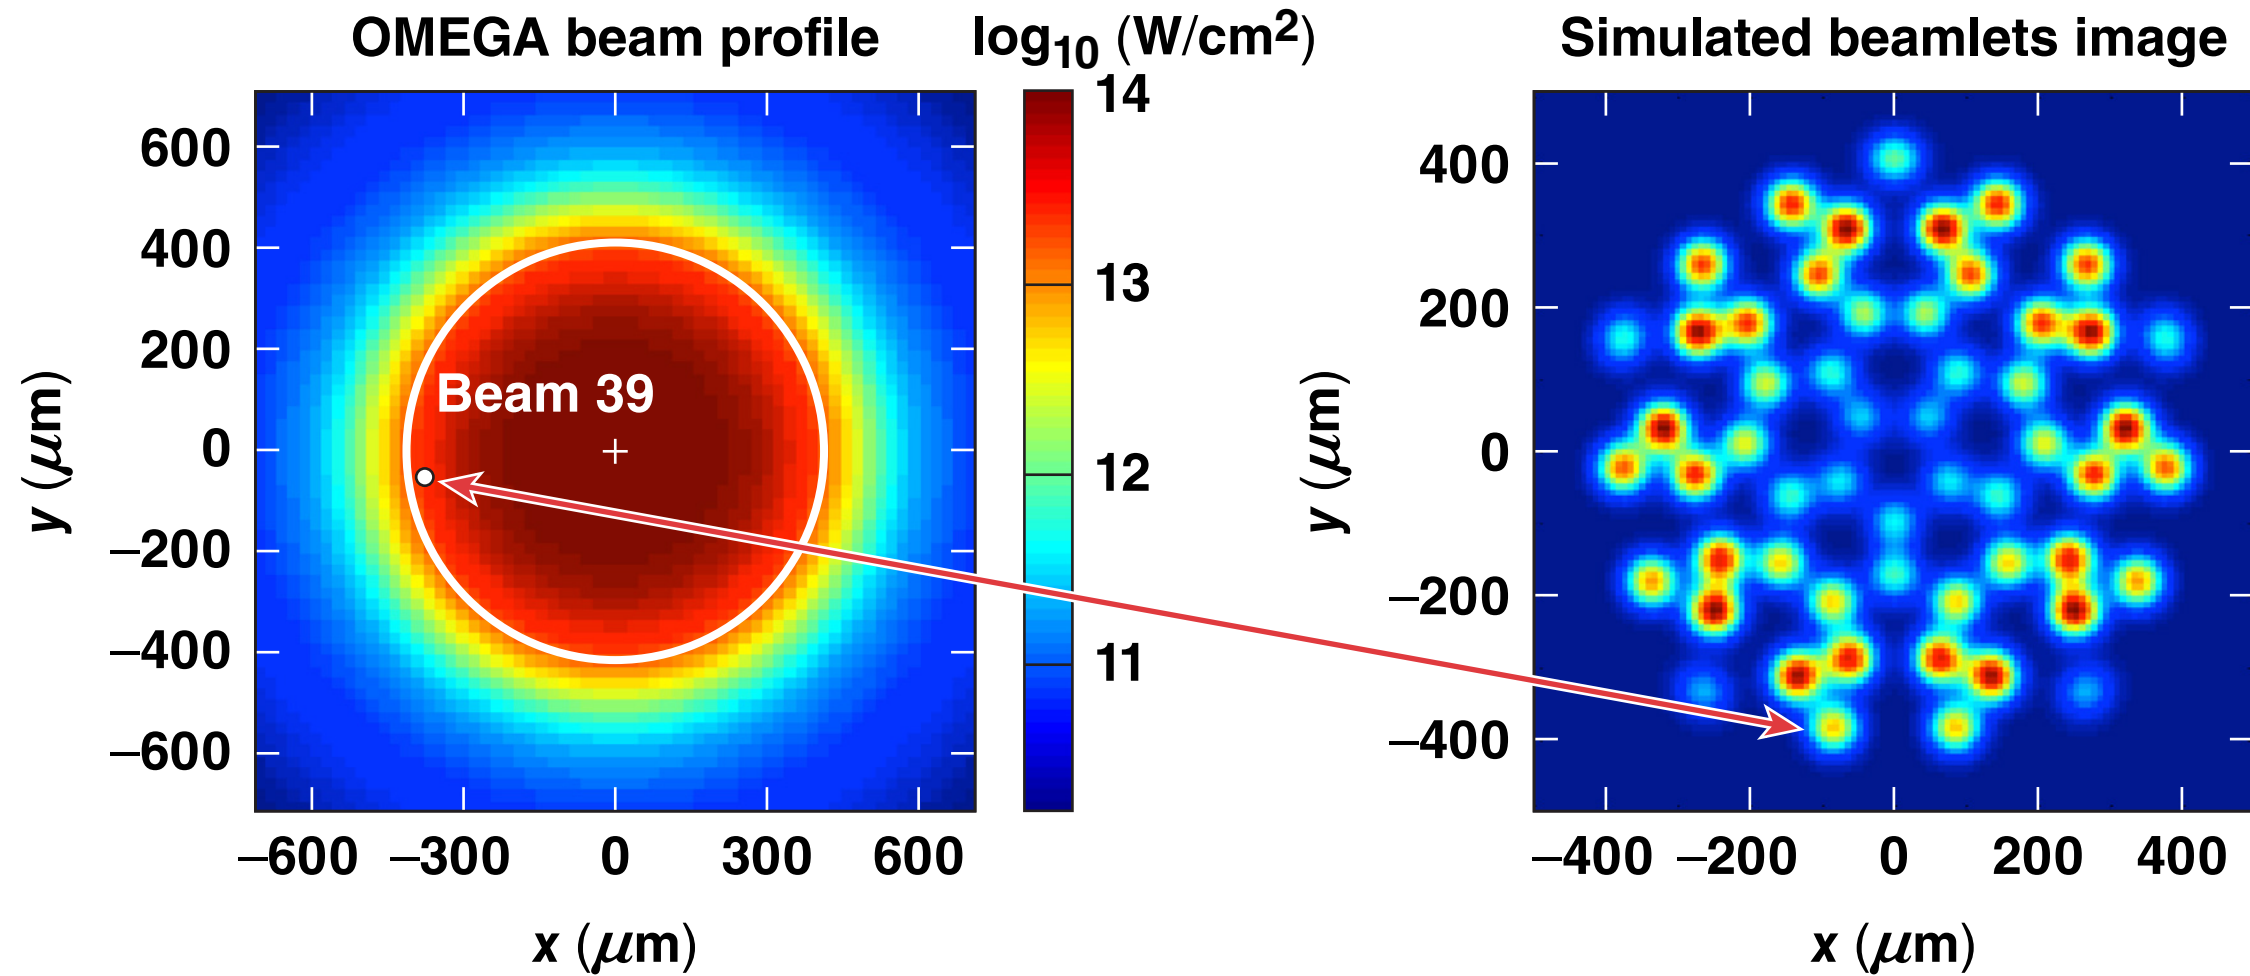 OMEGA beam profile
log10 (W/cm2)
Simulated beamlets image
600
400
200
0
–200
–400
–600
y (μm)
–600 –300 0 300 600
x (μm)
Beam 39
14
13
12
11
400
200
0
–200
–400
y (μm)
–400 –200 0 200 400
x (μm)